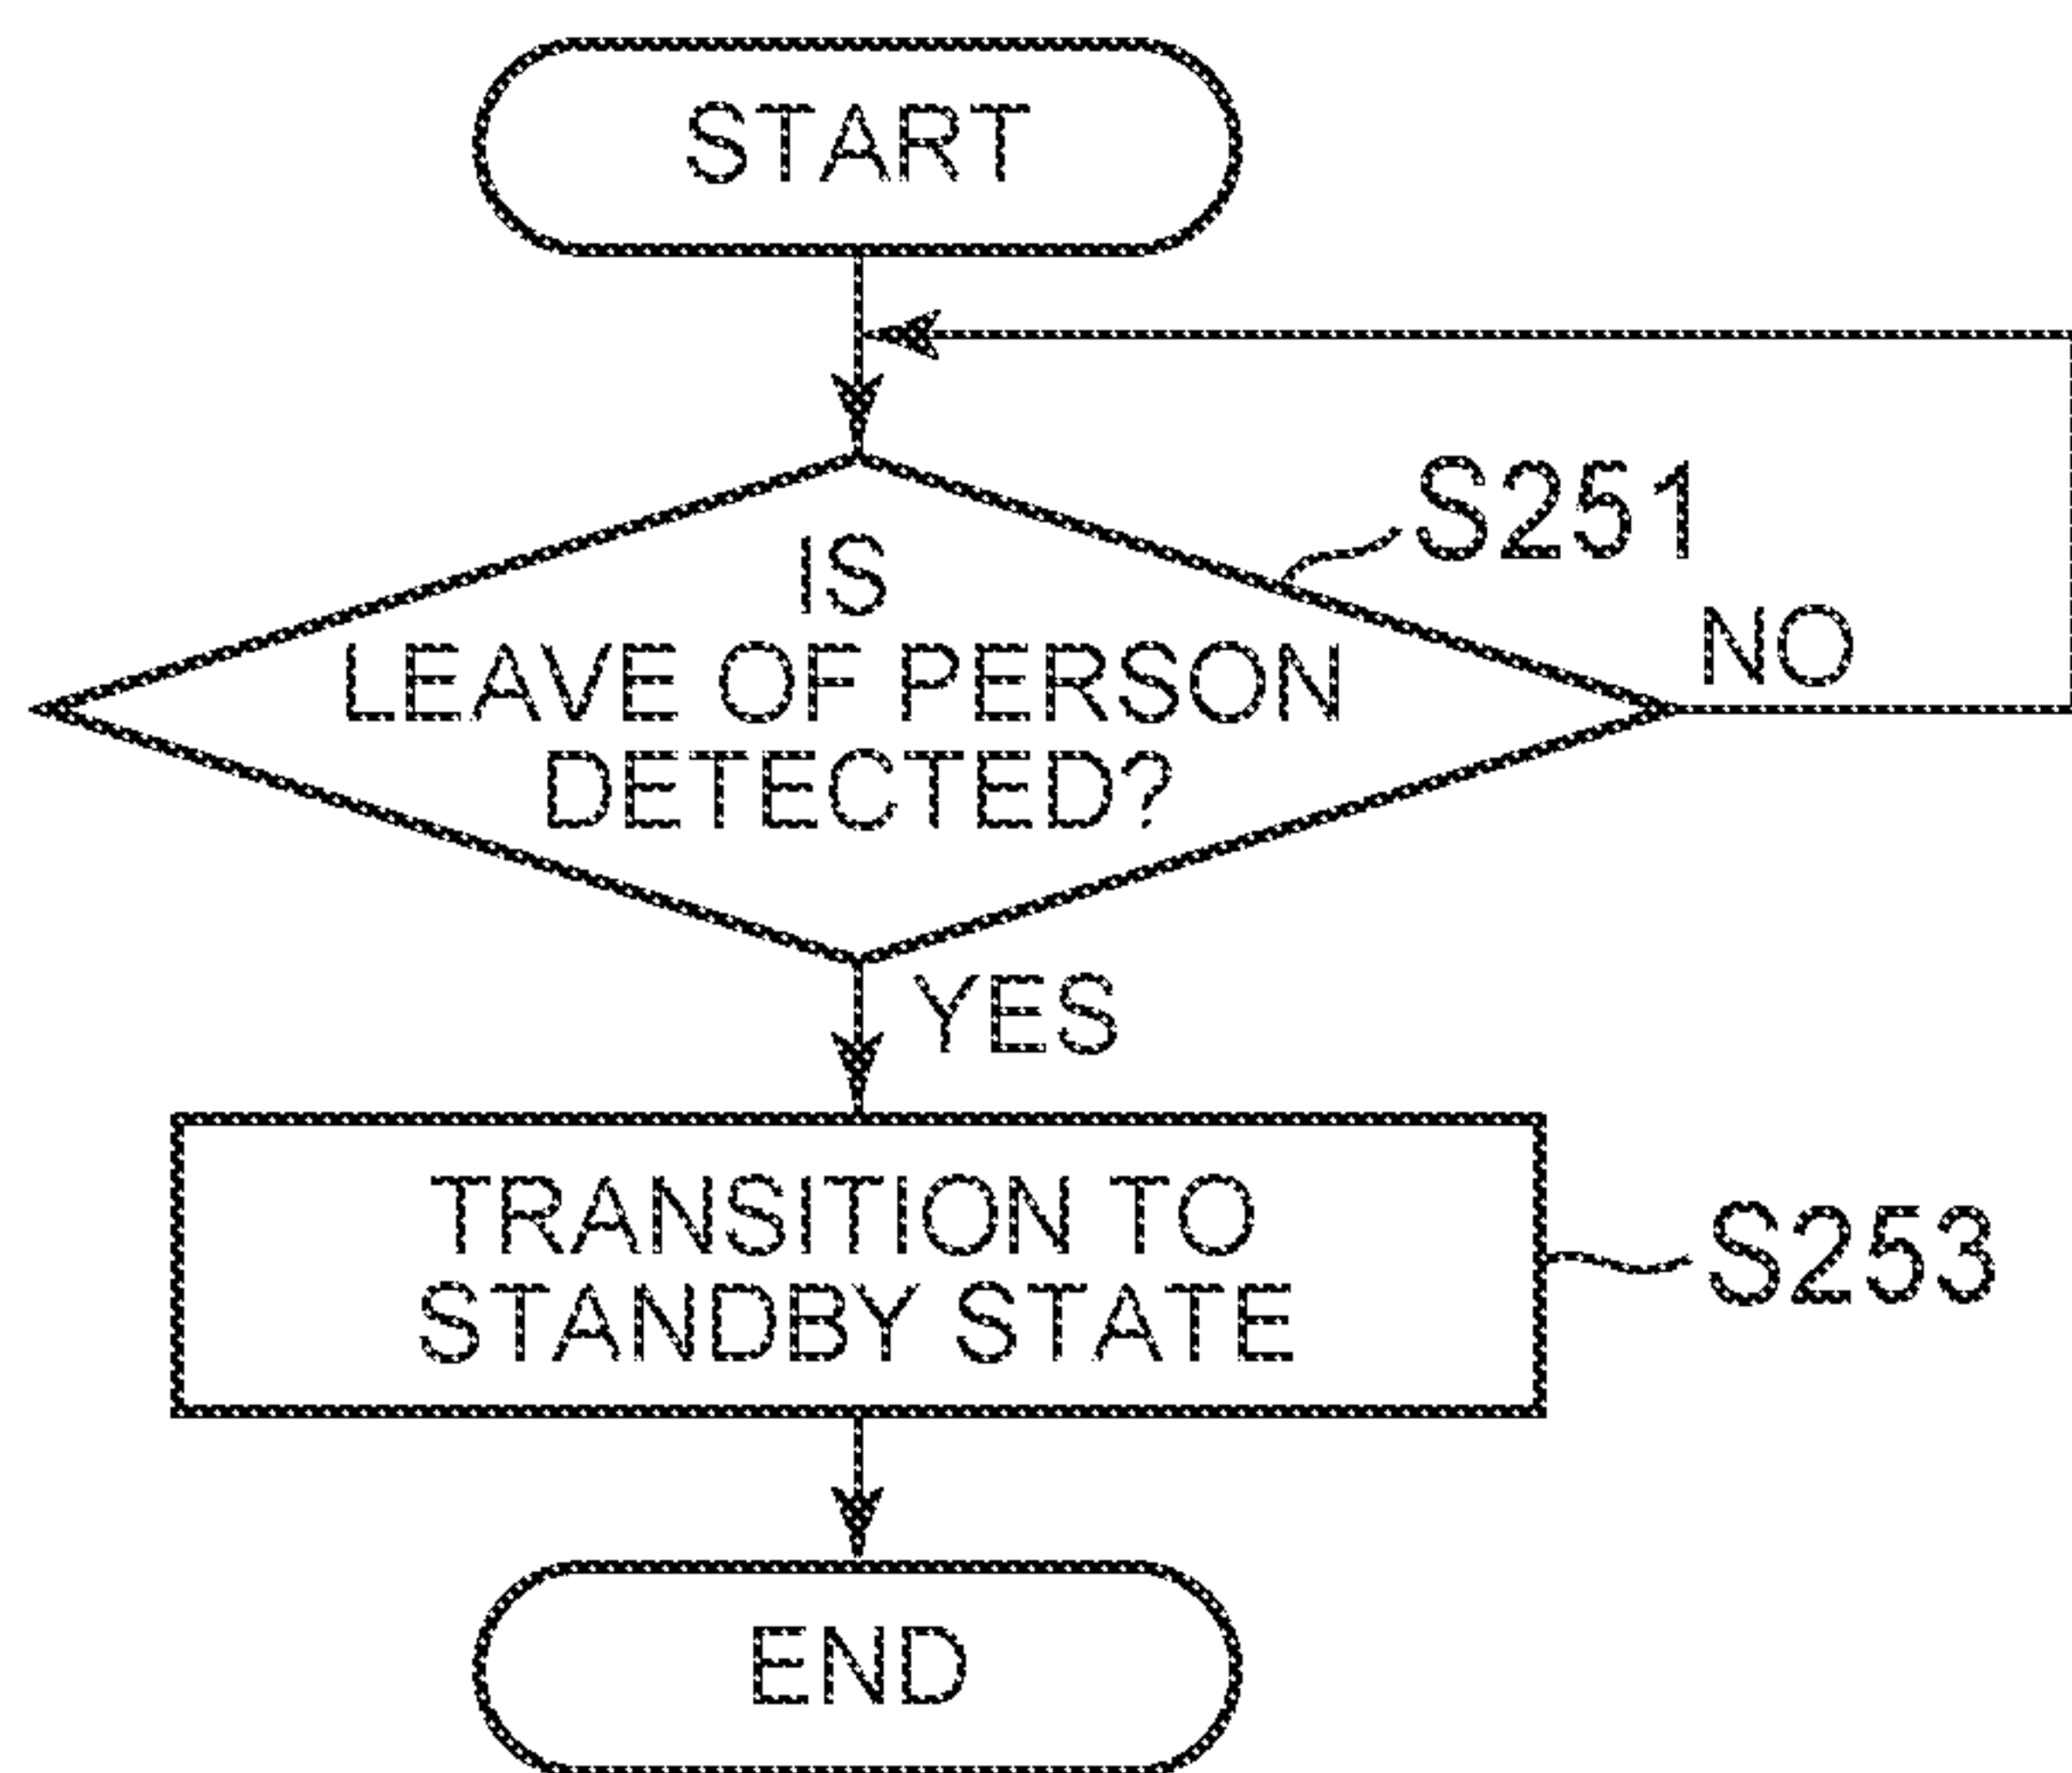 START
S251
IS
LEAVE OF PERSON
DETECTED?
NO
YES
TRANSITION TO
STANDBY STATE
S253
END